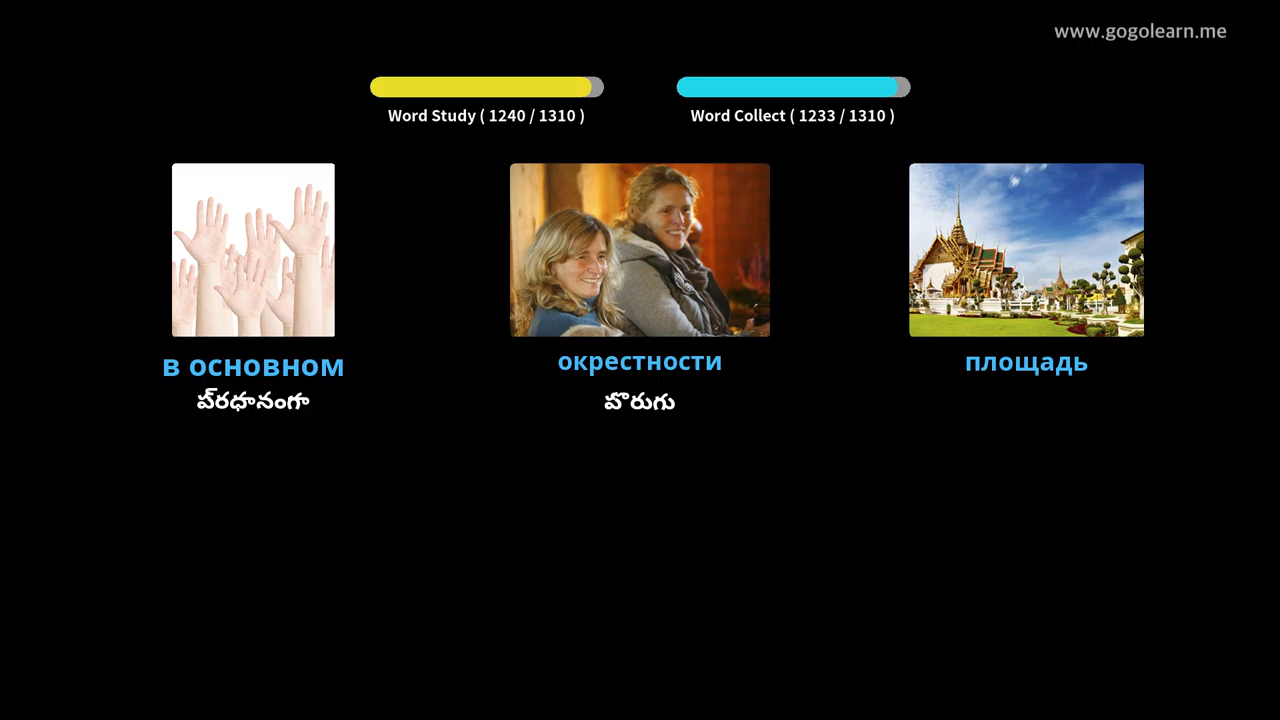 www.gogolearn.me
Word Study ( 1240 / 1310 )
Word Collect ( 1233 / 1310 )
в основном
окрестности
площадь
ప్రధానంగా
పొరుగు